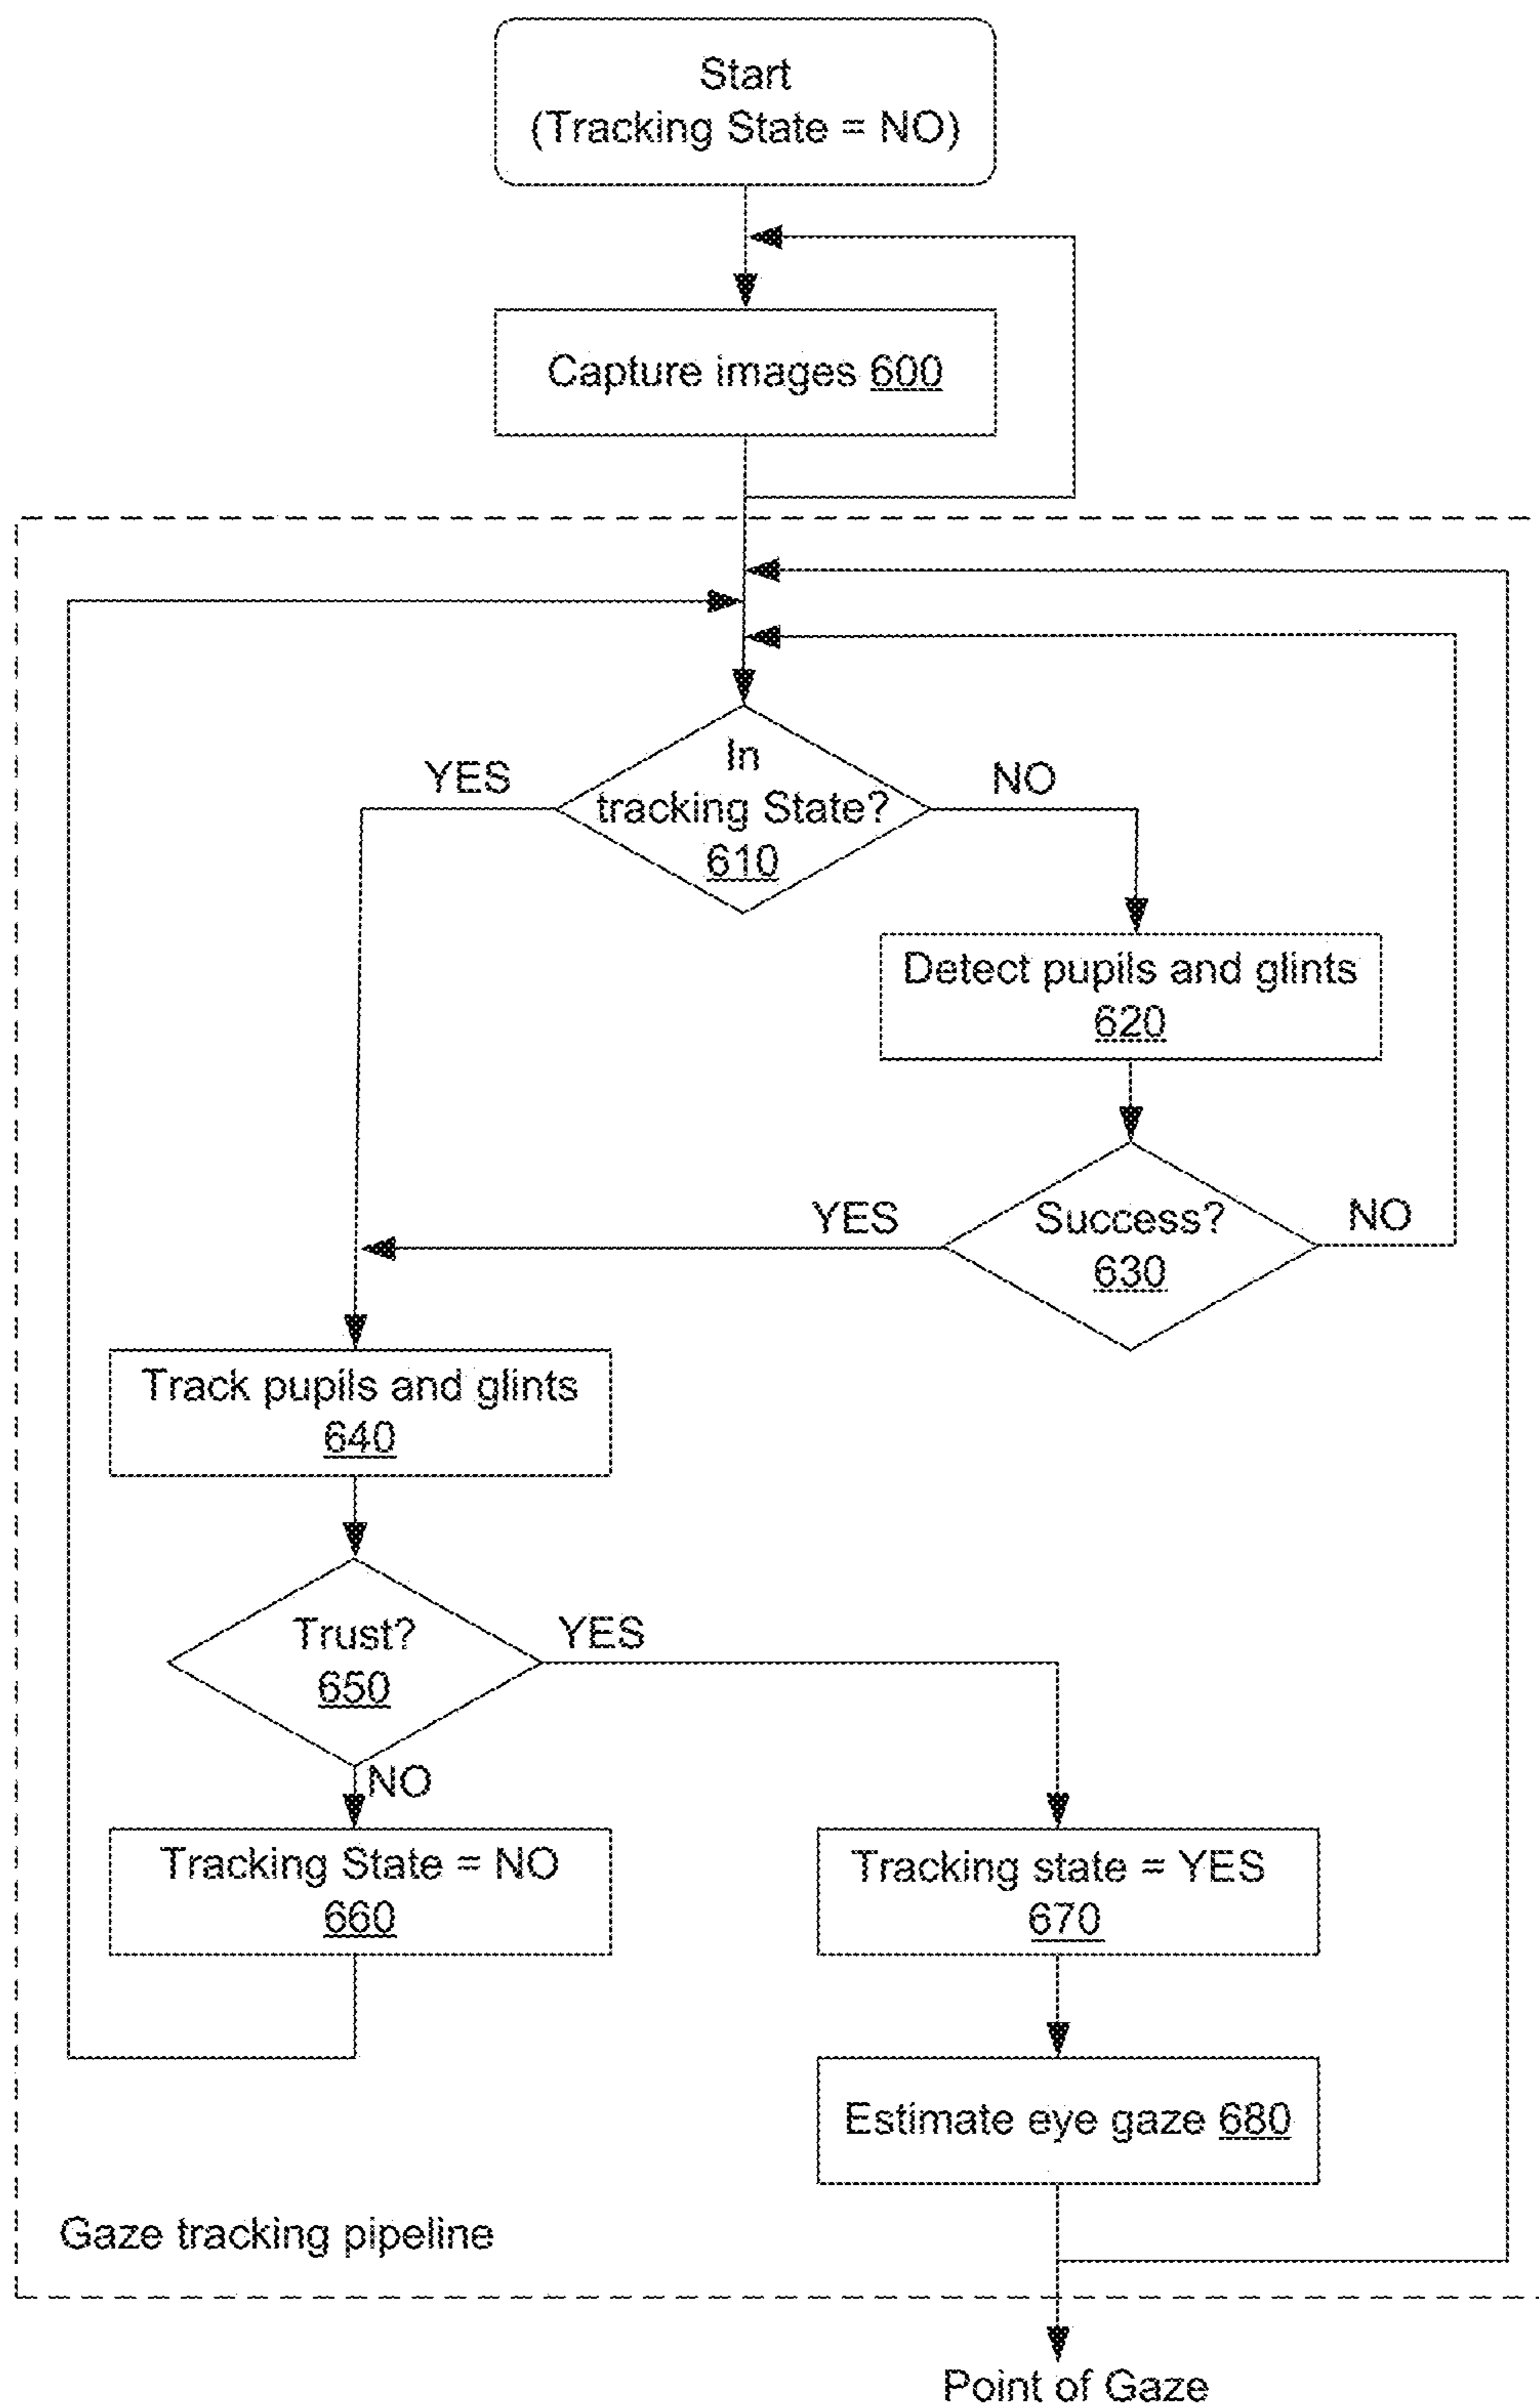 Start
(Tracking State = NO)
Capture images 600
In
tracking State?
610
YES
NO
Detect pupils and glints
620
Success?
630
YES
NO
Track pupils and glints
640
Trust?
650
YES
NO
Tracking State = NO
660
Tracking state = YES
670
Estimate eye gaze 680
Gaze tracking pipeline
Point of Gaze